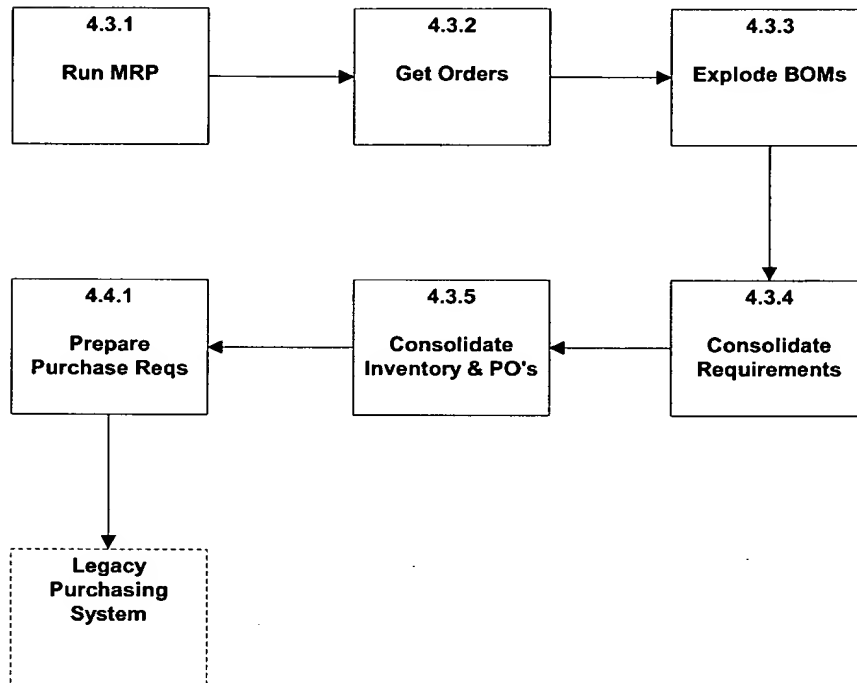 4.3.1
Run MRP
4.3.2
Get Orders
4.3.3
Explode BOMs
4.4.1
Prepare
Purchase Reqs
4.3.5
Consolidate
Inventory & PO's
4.3.4
Consolidate
Requirements
Legacy
Purchasing
System